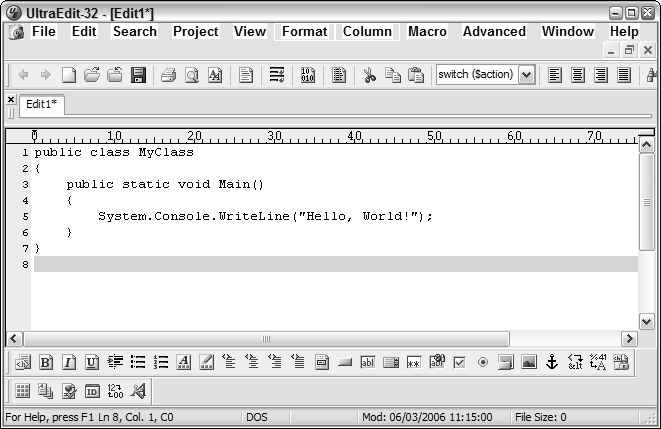 UltraEdit-32 - [Edit1*]
File Edit Search Project View Format Column Macro Advanced Window Help
switch ($action)
Edit1*
0 10 20 30 40 50 60 70
1 public class MyClass
2 {
3     public static void Main()
4     {
5         System.Console.WriteLine("Hello, World!");
6     }
7 }
8
For Help, press F1 Ln 8, Col. 1, C0 DOS Mod: 06/03/2006 11:15:00 File Size: 0